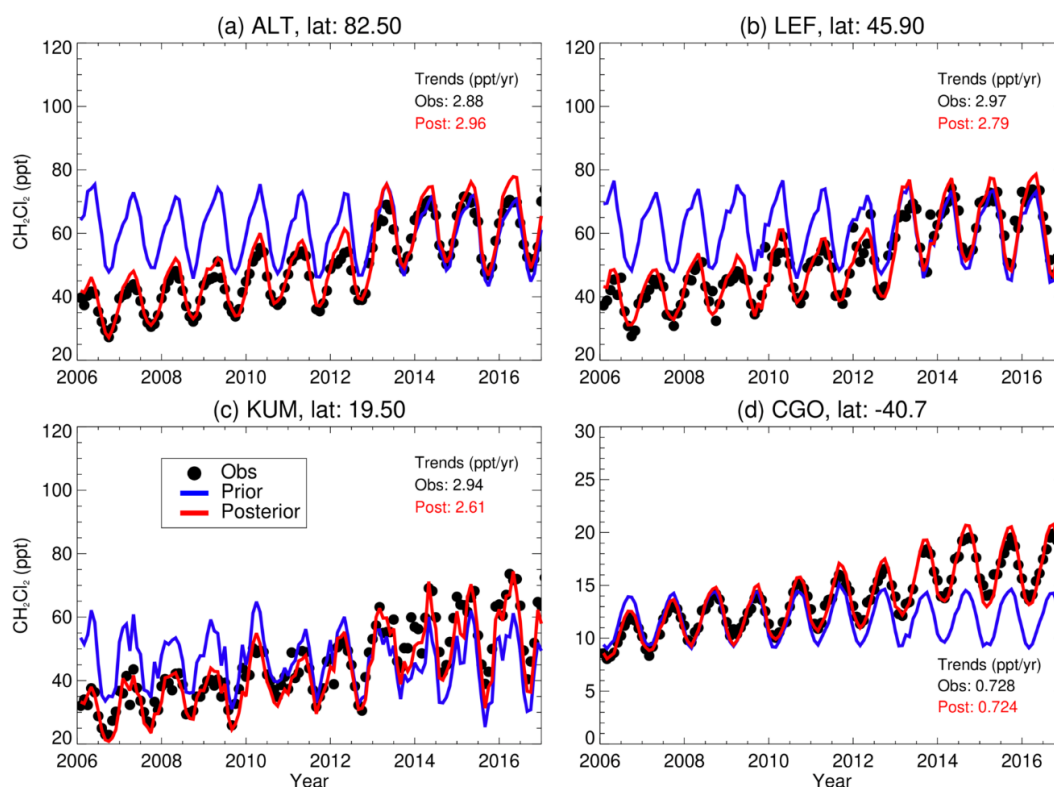 (a) ALT, lat: 82.50
120
100
80
60
40
20
CH₂Cl₂ (ppt)
Trends (ppt/yr)
Obs: 2.88
Post: 2.96
2006 2008 2010 2012 2014 2016
(b) LEF, lat: 45.90
120
100
80
60
40
20
Trends (ppt/yr)
Obs: 2.97
Post: 2.79
2006 2008 2010 2012 2014 2016
(c) KUM, lat: 19.50
120
100
80
60
40
20
CH₂Cl₂ (ppt)
Obs
Prior
Posterior
Trends (ppt/yr)
Obs: 2.94
Post: 2.61
2006 2008 2010 2012 2014 2016
Year
(d) CGO, lat: -40.7
30
25
20
15
10
5
0
Trends (ppt/yr)
Obs: 0.728
Post: 0.724
2006 2008 2010 2012 2014 2016
Year